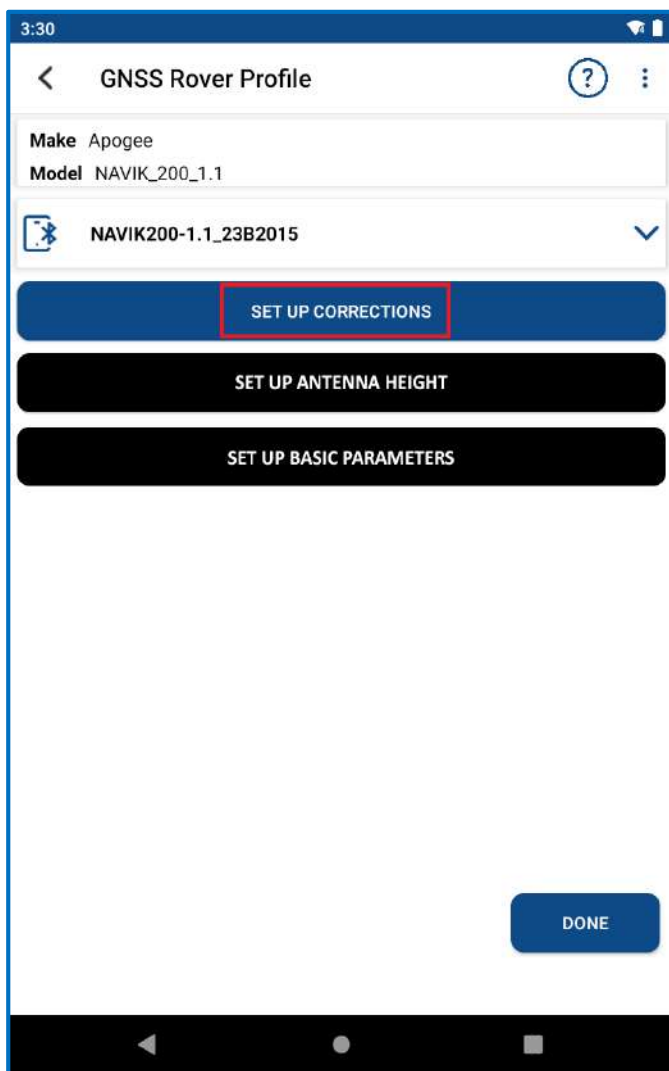 3:30
GNSS Rover Profile
Make Apogee
Model NAVIK_200_1.1
NAVIK200-1.1_23B2015
SET UP CORRECTIONS
SET UP ANTENNA HEIGHT
SET UP BASIC PARAMETERS
DONE